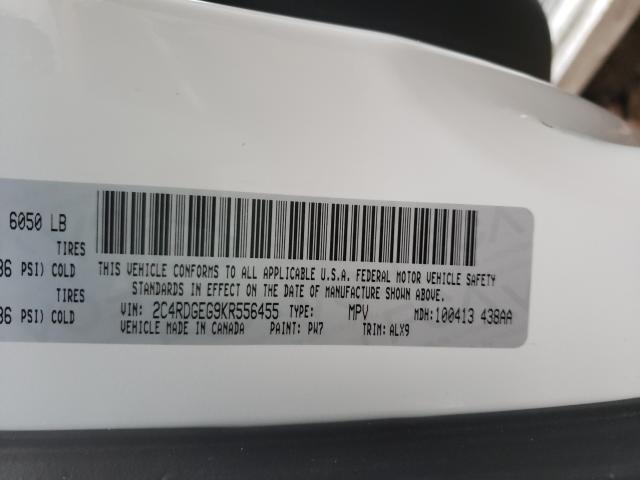 6050 LB
TIRES
36 PSI) COLD
TIRES
36 PSI) COLD
THIS VEHICLE CONFORMS TO ALL APPLICABLE U.S.A. FEDERAL MOTOR VEHICLE SAFETY
STANDARDS IN EFFECT ON THE DATE OF MANUFACTURE SHOWN ABOVE.
VIN: 2C4RDGEG9KR556455 TYPE: MPV MDH: 100413 438AA
VEHICLE MADE IN CANADA PAINT: PW7 TRIM: ALX9